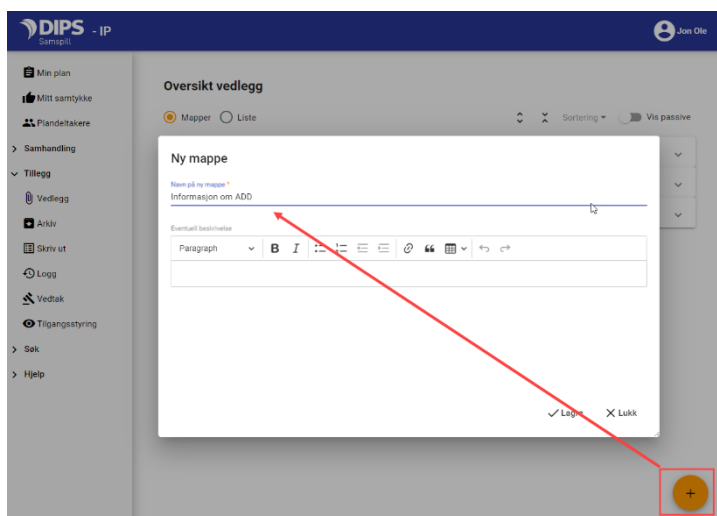 DIPS - IP
Samspill
Jon Ole
Min plan
Mitt samtykke
Plandeltakere
Samhandling
Tillegg
Vedlegg
Arkiv
Skriv ut
Logg
Vedtak
Tilgangsstyring
Søk
Hjelp
Oversikt vedlegg
Mapper Liste
Sortering Vis passive
Ny mappe
Navn på ny mappe *
Informasjon om ADD
Eventuell beskrivelse
Paragraph B I
Lagre Lukk
+